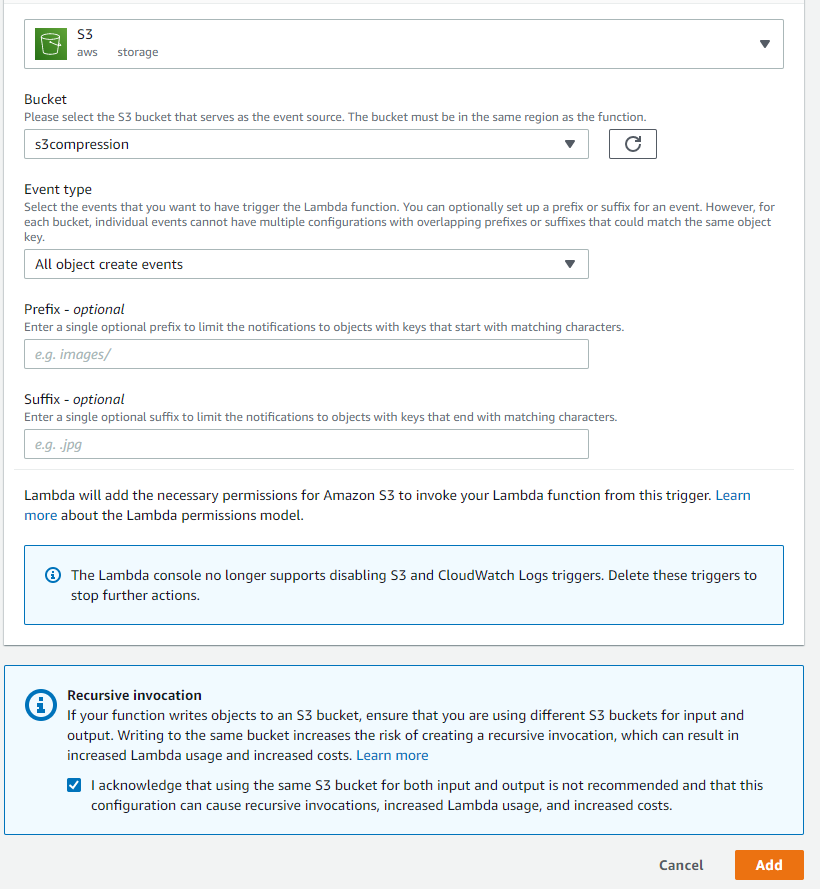 S3
aws storage
Bucket
Please select the S3 bucket that serves as the event source. The bucket must be in the same region as the function.
s3compression
Event type
Select the events that you want to have trigger the Lambda function. You can optionally set up a prefix or suffix for an event. However, for
each bucket, individual events cannot have multiple configurations with overlapping prefixes or suffixes that could match the same object
key.
All object create events
Prefix - optional
Enter a single optional prefix to limit the notifications to objects with keys that start with matching characters.
e.g. images/
Suffix - optional
Enter a single optional suffix to limit the notifications to objects with keys that end with matching characters.
e.g. .jpg
Lambda will add the necessary permissions for Amazon S3 to invoke your Lambda function from this trigger. Learn
more about the Lambda permissions model.
The Lambda console no longer supports disabling S3 and CloudWatch Logs triggers. Delete these triggers to
stop further actions.
Recursive invocation
If your function writes objects to an S3 bucket, ensure that you are using different S3 buckets for input and
output. Writing to the same bucket increases the risk of creating a recursive invocation, which can result in
increased Lambda usage and increased costs. Learn more
I acknowledge that using the same S3 bucket for both input and output is not recommended and that this
configuration can cause recursive invocations, increased Lambda usage, and increased costs.
Cancel Add